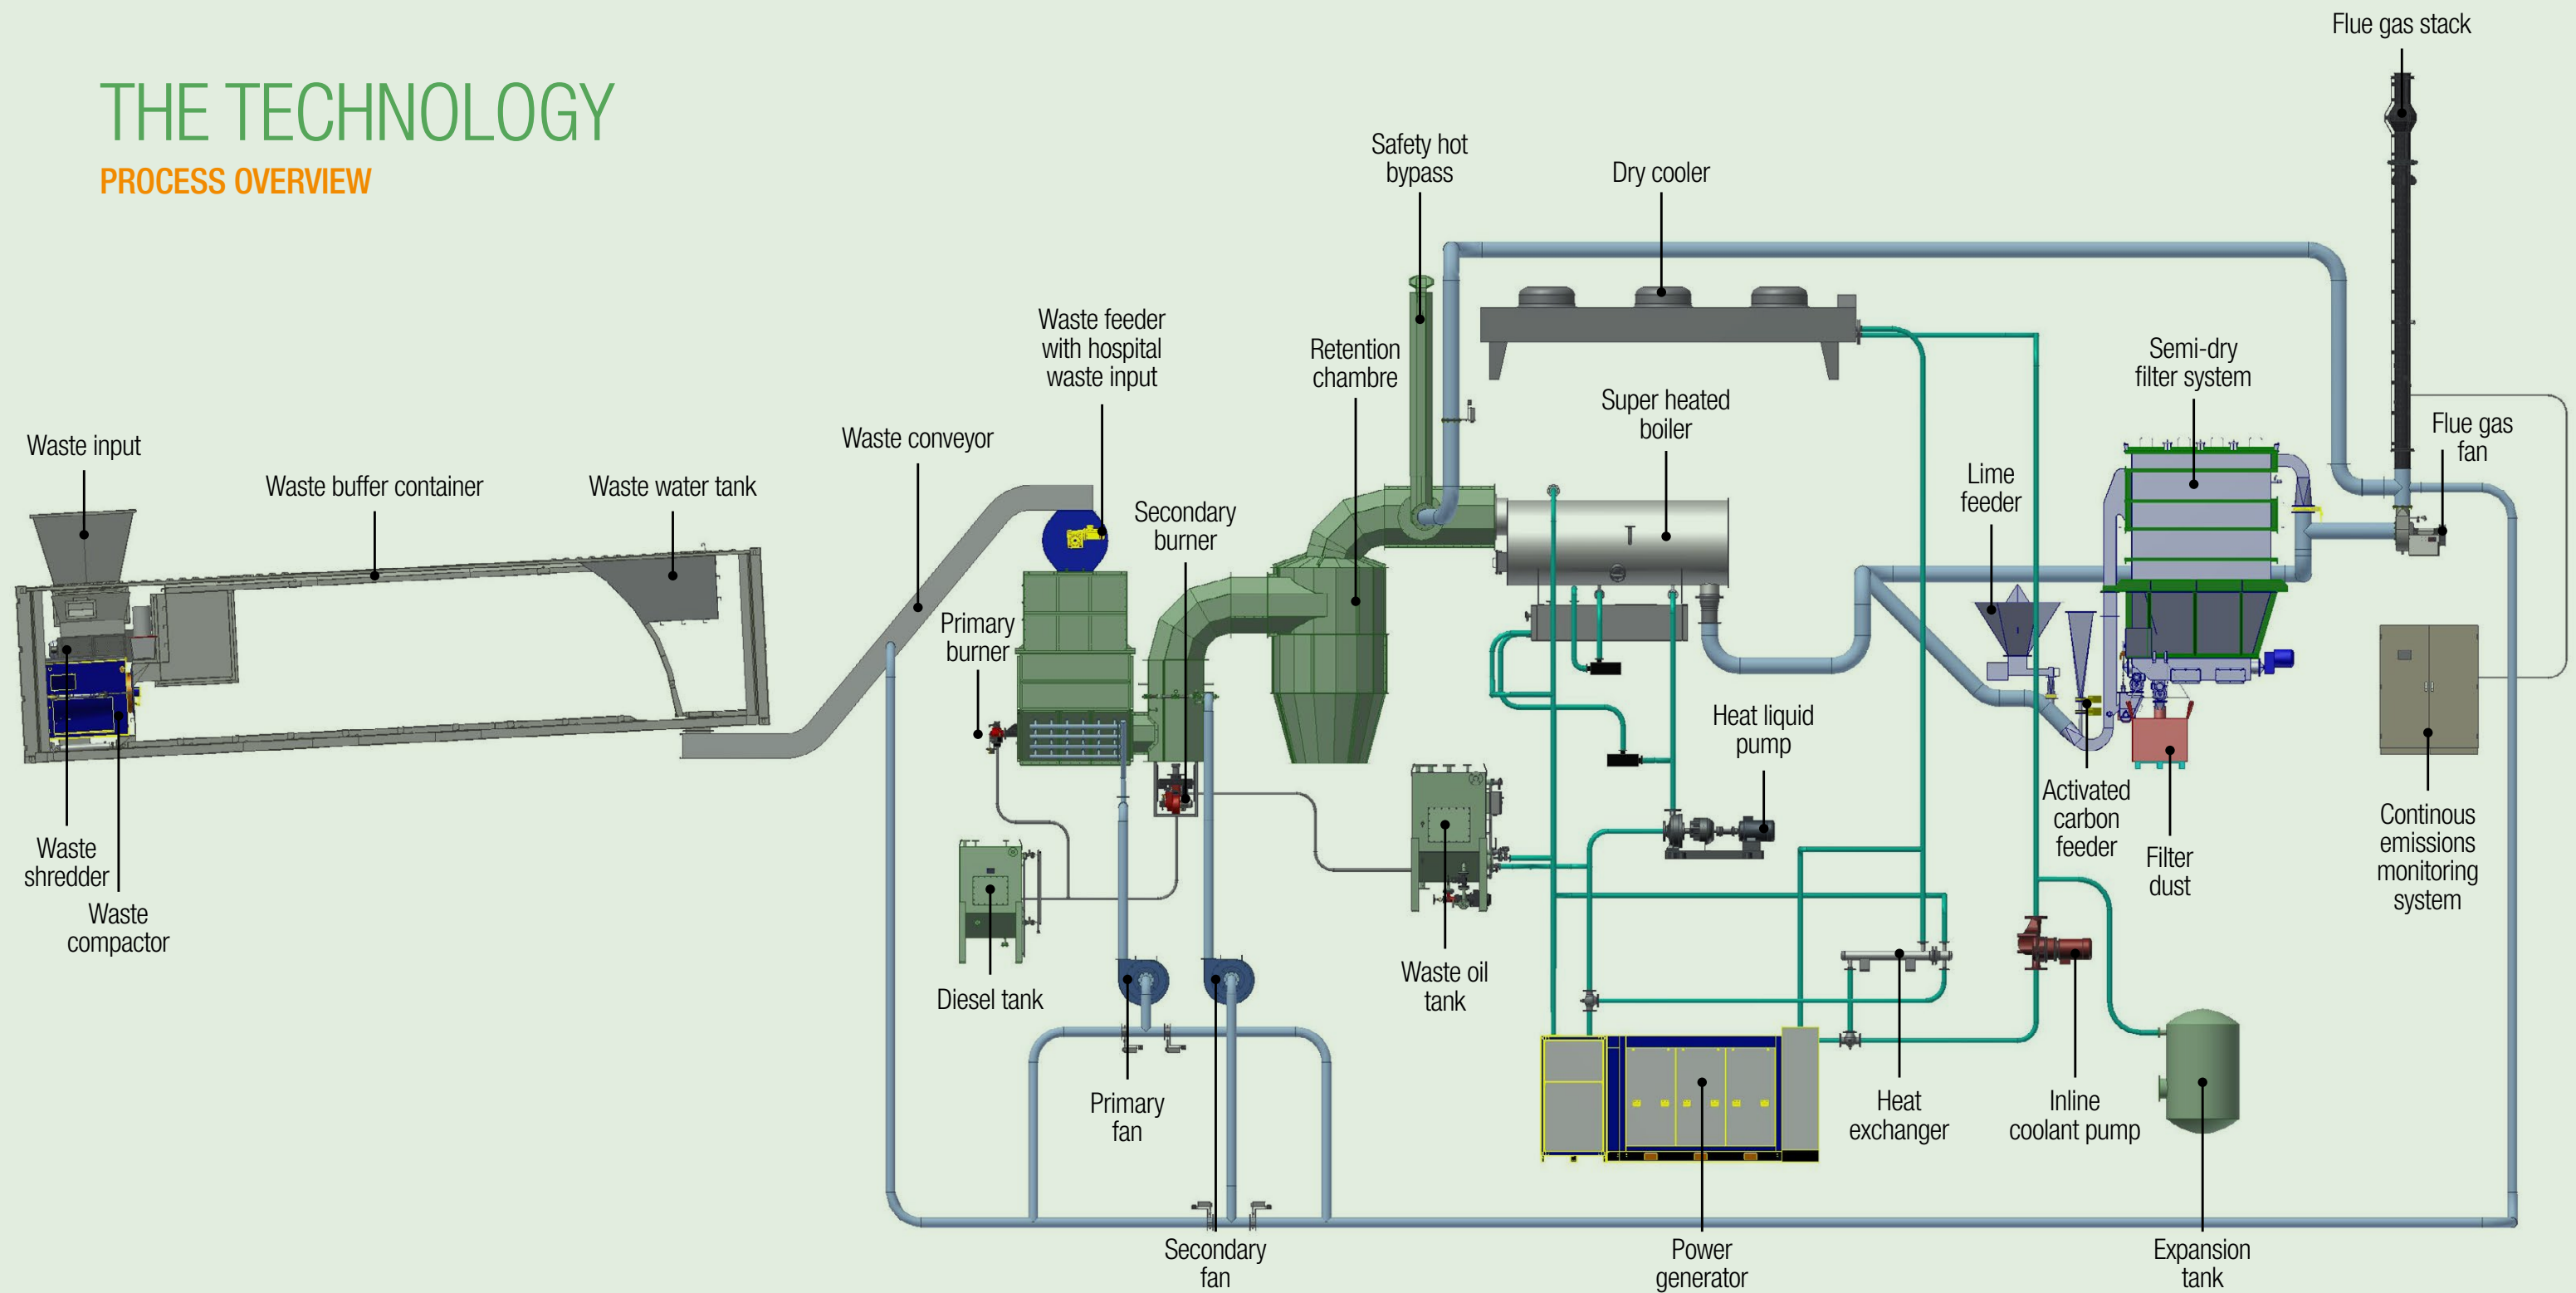 THE TECHNOLOGY
PROCESS OVERVIEW
Flue gas stack
Safety hot
bypass
Dry cooler
Waste feeder
with hospital
waste input
Retention
chambre
Semi-dry
filter system
Super heated
boiler
Flue gas
fan
Waste input
Waste conveyor
Waste buffer container
Waste water tank
Lime
feeder
Secondary
burner
Primary
burner
Heat liquid
pump
Activated
carbon
feeder
Filter
dust
Continous
emissions
monitoring
system
Waste
shredder
Waste
compactor
Diesel tank
Waste oil
tank
Primary
fan
Heat
exchanger
Inline
coolant pump
Secondary
fan
Power
generator
Expansion
tank